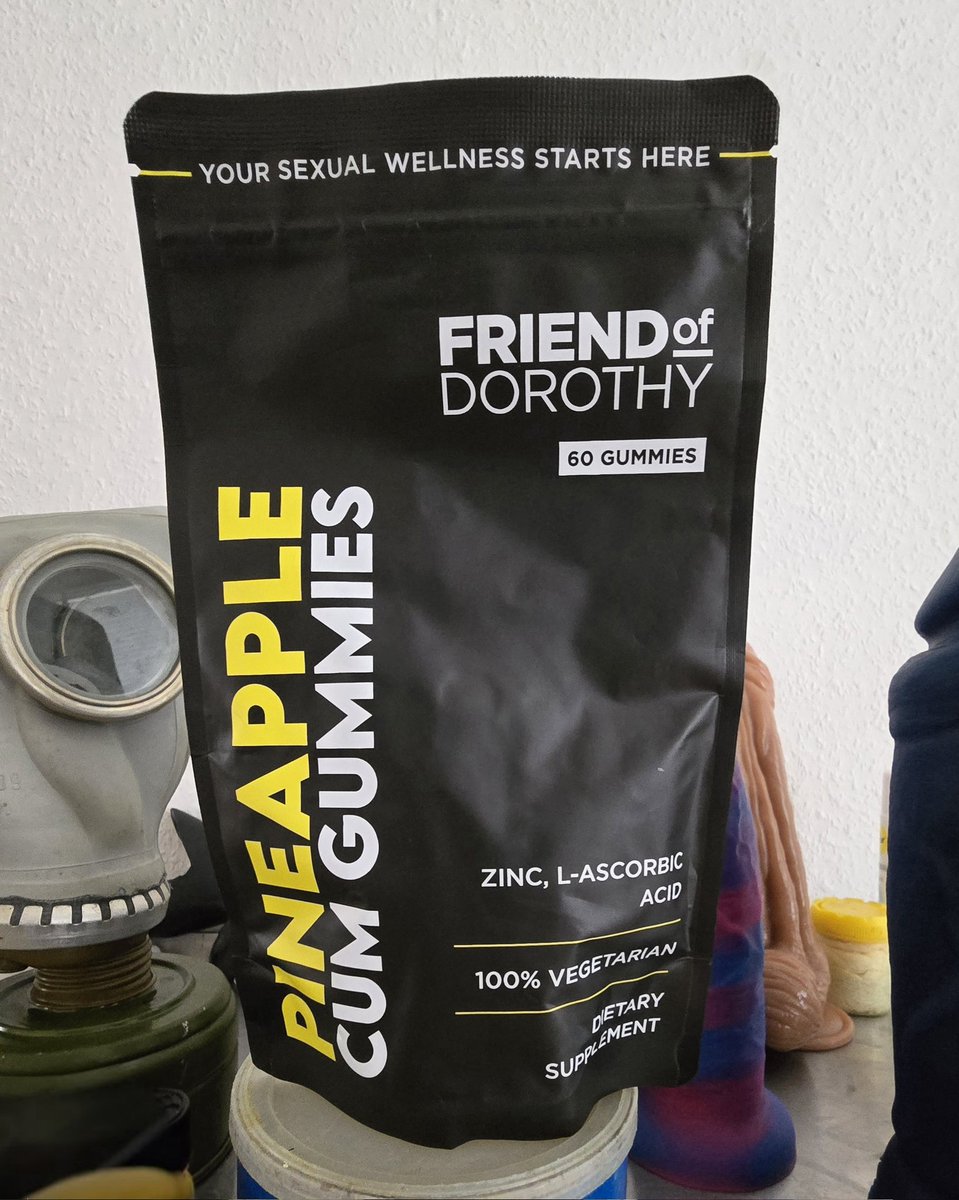 YOUR SEXUAL WELLNESS STARTS HERE
FRIEND of
DOROTHY
60 GUMMIES
PINEAPPLE
CUM GUMMIES
ZINC, L-ASCORBIC
ACID
100% VEGETARIAN
DIETARY
SUPPLEMENT